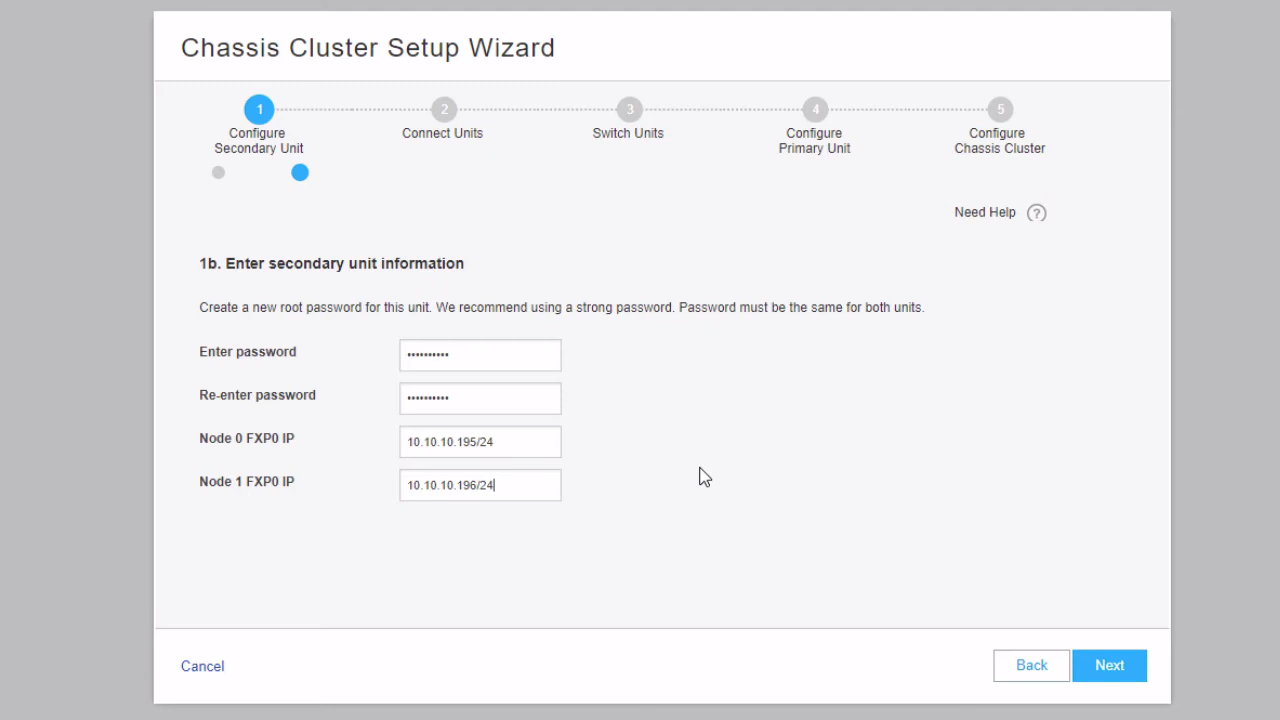 Chassis Cluster Setup Wizard
1
2
3
4
5
Configure
Secondary Unit
Connect Units
Switch Units
Configure
Primary Unit
Configure
Chassis Cluster
Need Help ?
1b. Enter secondary unit information
Create a new root password for this unit. We recommend using a strong password. Password must be the same for both units.
Enter password ••••••••••
Re-enter password ••••••••••
Node 0 FXP0 IP 10.10.10.195/24
Node 1 FXP0 IP 10.10.10.196/24
Cancel
Back
Next